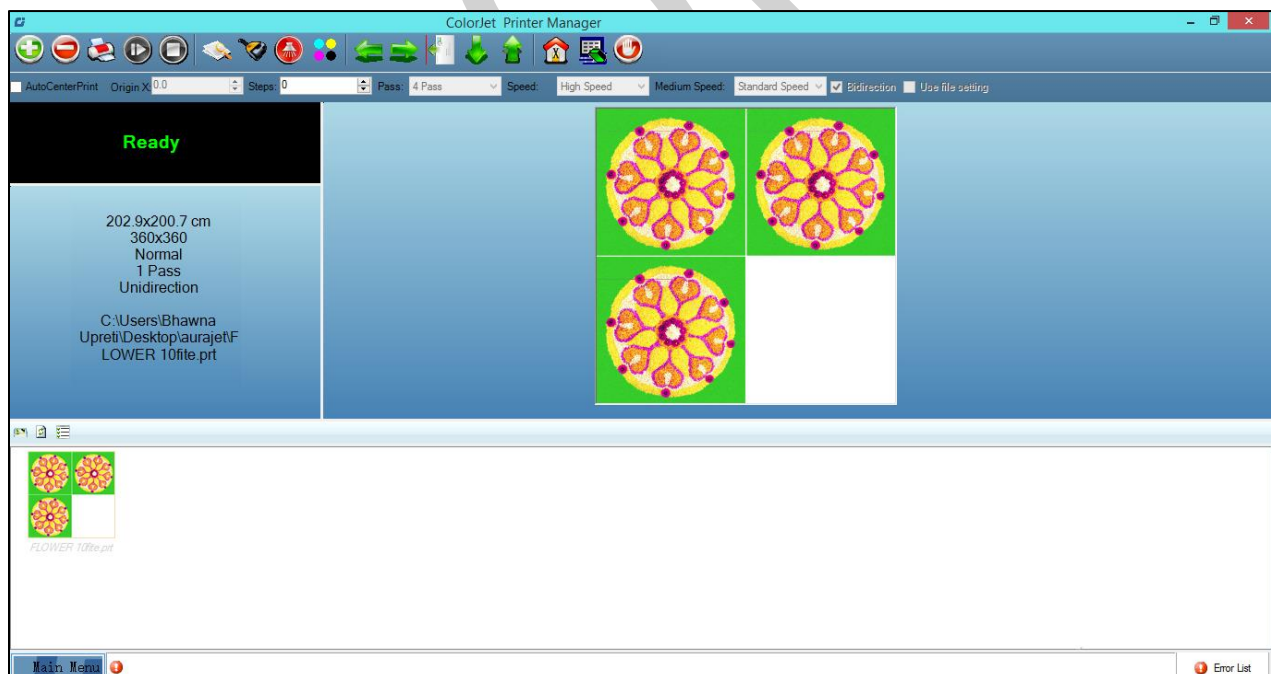 ColorJet Printer Manager
AutoCenterPrint Origin X: 0.0 Steps: 0 Pass: 4 Pass Speed: High Speed Medium Speed: Standard Speed Bidirection Use file setting
Ready
202.9x200.7 cm
360x360
Normal
1 Pass
Unidirection
C:\Users\Bhawna
Upreti\Desktop\aurajet\F
LOWER 10fite.prt
FLOWER 10fite.prt
Main Menu
Error List